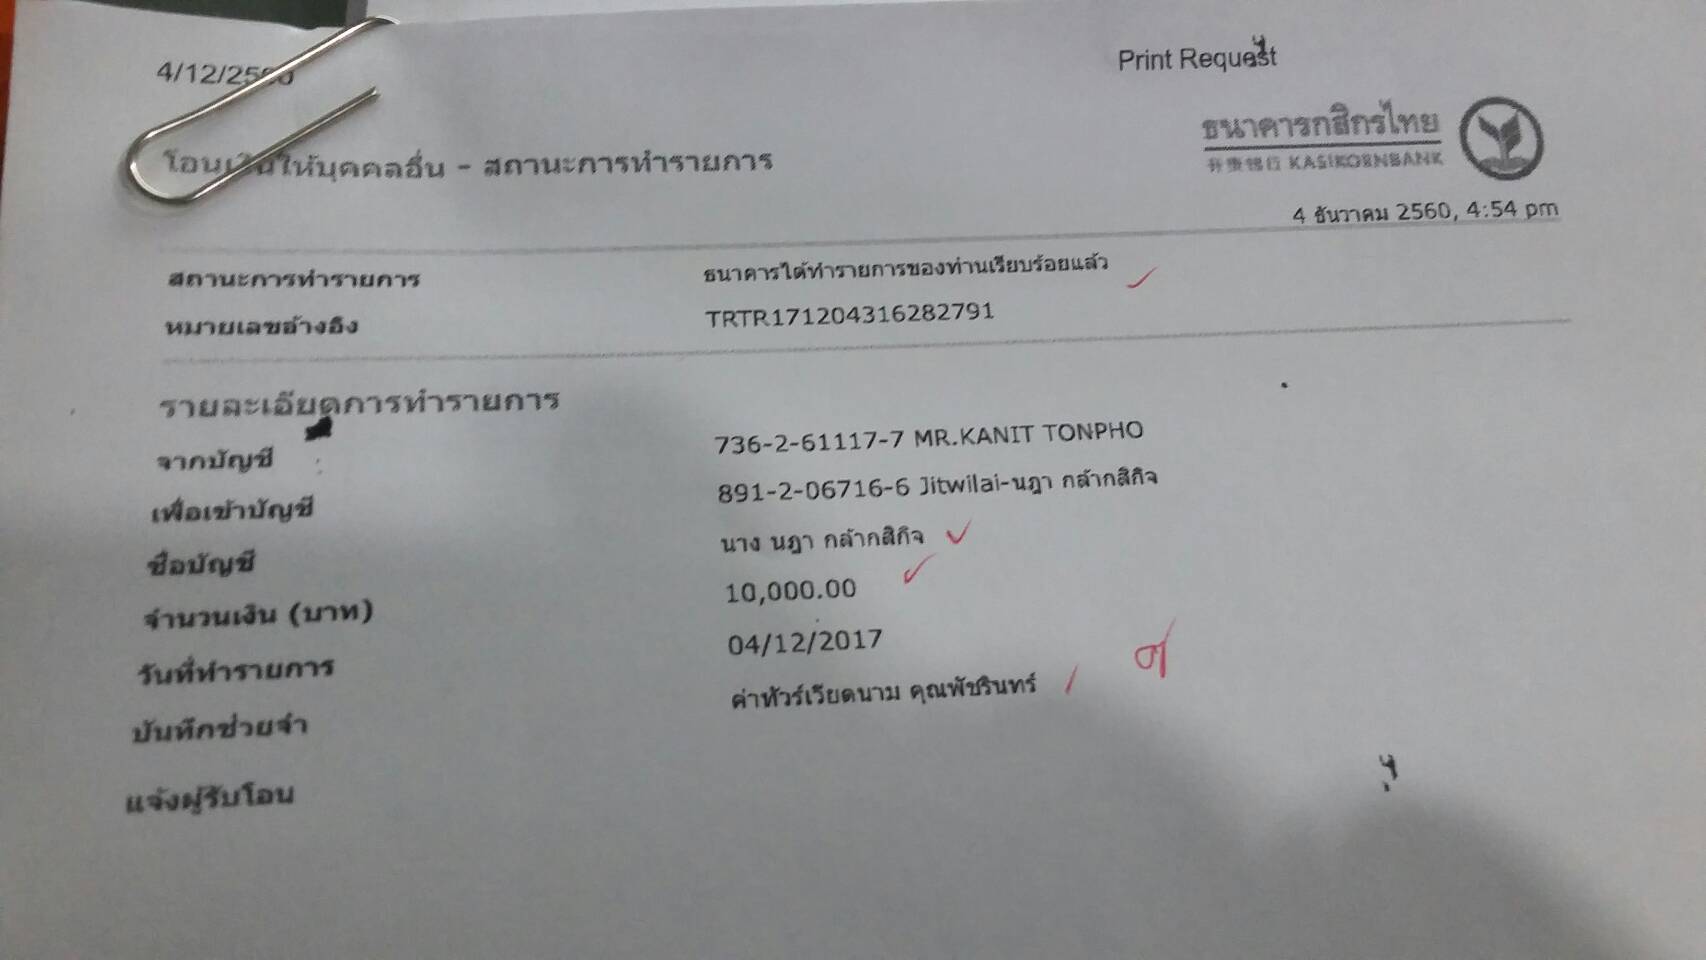 4/12/2560
Print Request
ธนาคารกสิกรไทย
开泰银行 KASIKORNBANK
โอนเงินให้บุคคลอื่น - สถานะการทำรายการ
4 ธันวาคม 2560, 4:54 pm
สถานะการทำรายการ ธนาคารได้ทำรายการของท่านเรียบร้อยแล้ว
หมายเลขอ้างอิง TRTR171204316282791
รายละเอียดการทำรายการ
จากบัญชี 736-2-61117-7 MR.KANIT TONPHO
เพื่อเข้าบัญชี 891-2-06716-6 Jitwilai-นฎา กล้ากสิกิจ
ชื่อบัญชี นาง นฎา กล้ากสิกิจ
จำนวนเงิน (บาท) 10,000.00
วันที่ทำรายการ 04/12/2017
บันทึกช่วยจำ ค่าทัวร์เวียดนาม คุณพัชรินทร์
แจ้งผู้รับโอน